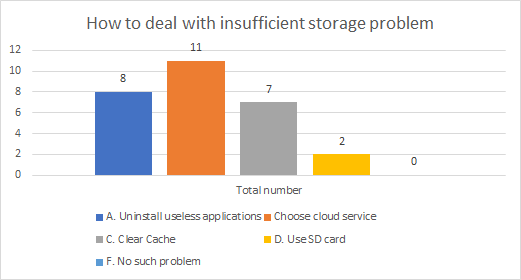 How to deal with insufficient storage problem
12
10
8
6
4
2
0
8
11
7
2
0
Total number
A. Uninstall useless applications
Choose cloud service
C. Clear Cache
D. Use SD card
F. No such problem